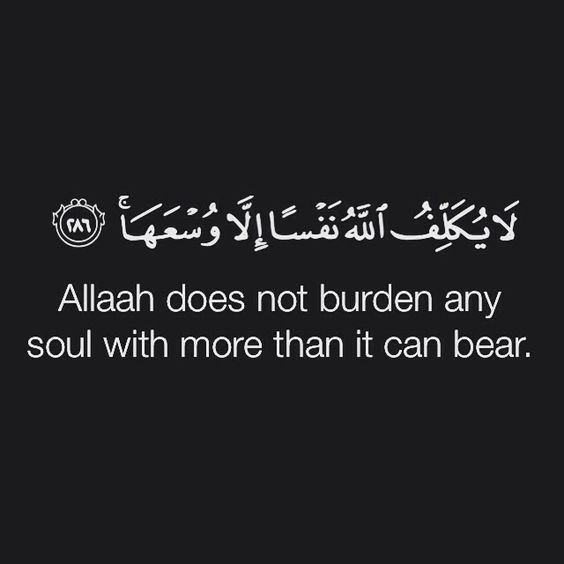 لَا يُكَلِّفُ ٱللَّهُ نَفْسًا إِلَّا وُسْعَهَاۚ ٢٨٦
Allaah does not burden any
soul with more than it can bear.